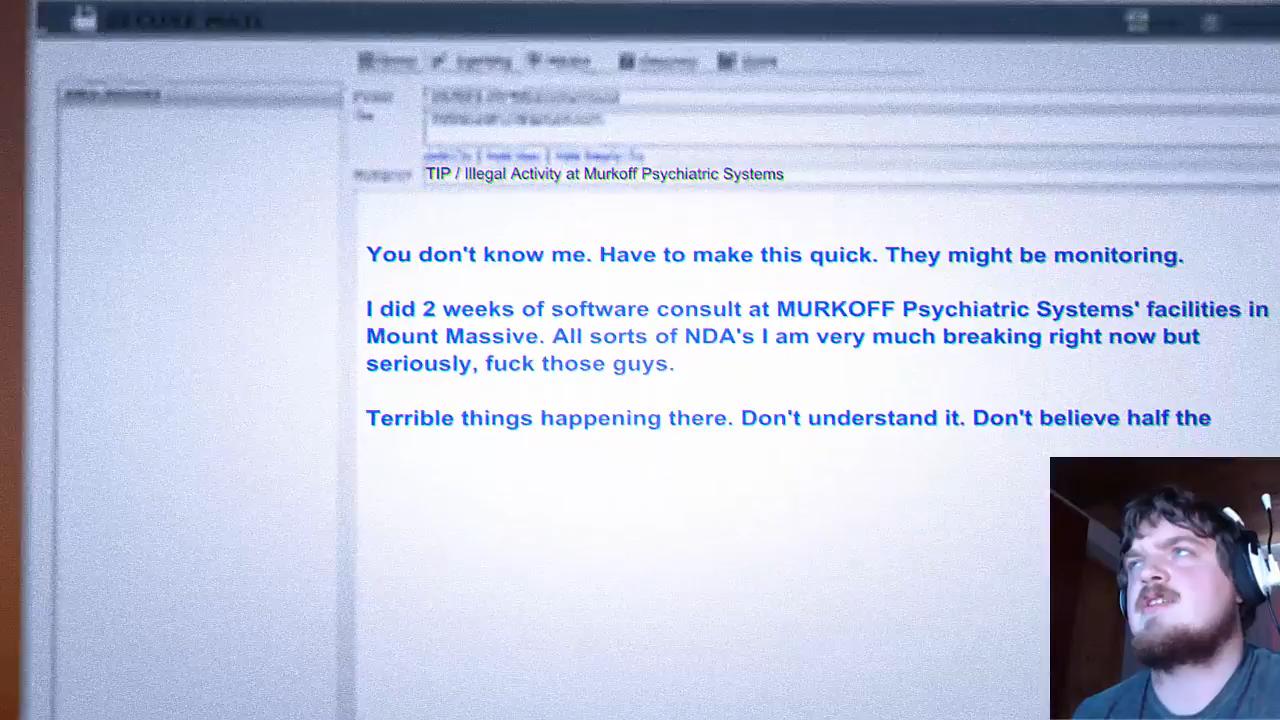 TIP / Illegal Activity at Murkoff Psychiatric Systems
You don't know me. Have to make this quick. They might be monitoring.
I did 2 weeks of software consult at MURKOFF Psychiatric Systems' facilities in
Mount Massive. All sorts of NDA's I am very much breaking right now but
seriously, fuck those guys.
Terrible things happening there. Don't understand it. Don't believe half the